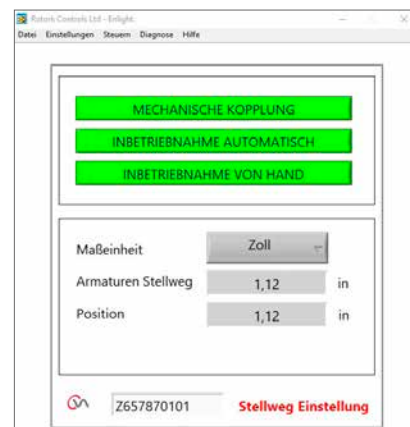 Rotork Controls Ltd - Enlight
Datei Einstellungen Steuern Diagnose Hilfe
MECHANISCHE KOPPLUNG
INBETRIEBNAHME AUTOMATISCH
INBETRIEBNAHME VON HAND
Maßeinheit Zoll
Armaturen Stellweg 1,12 in
Position 1,12 in
Z657870101 Stellweg Einstellung